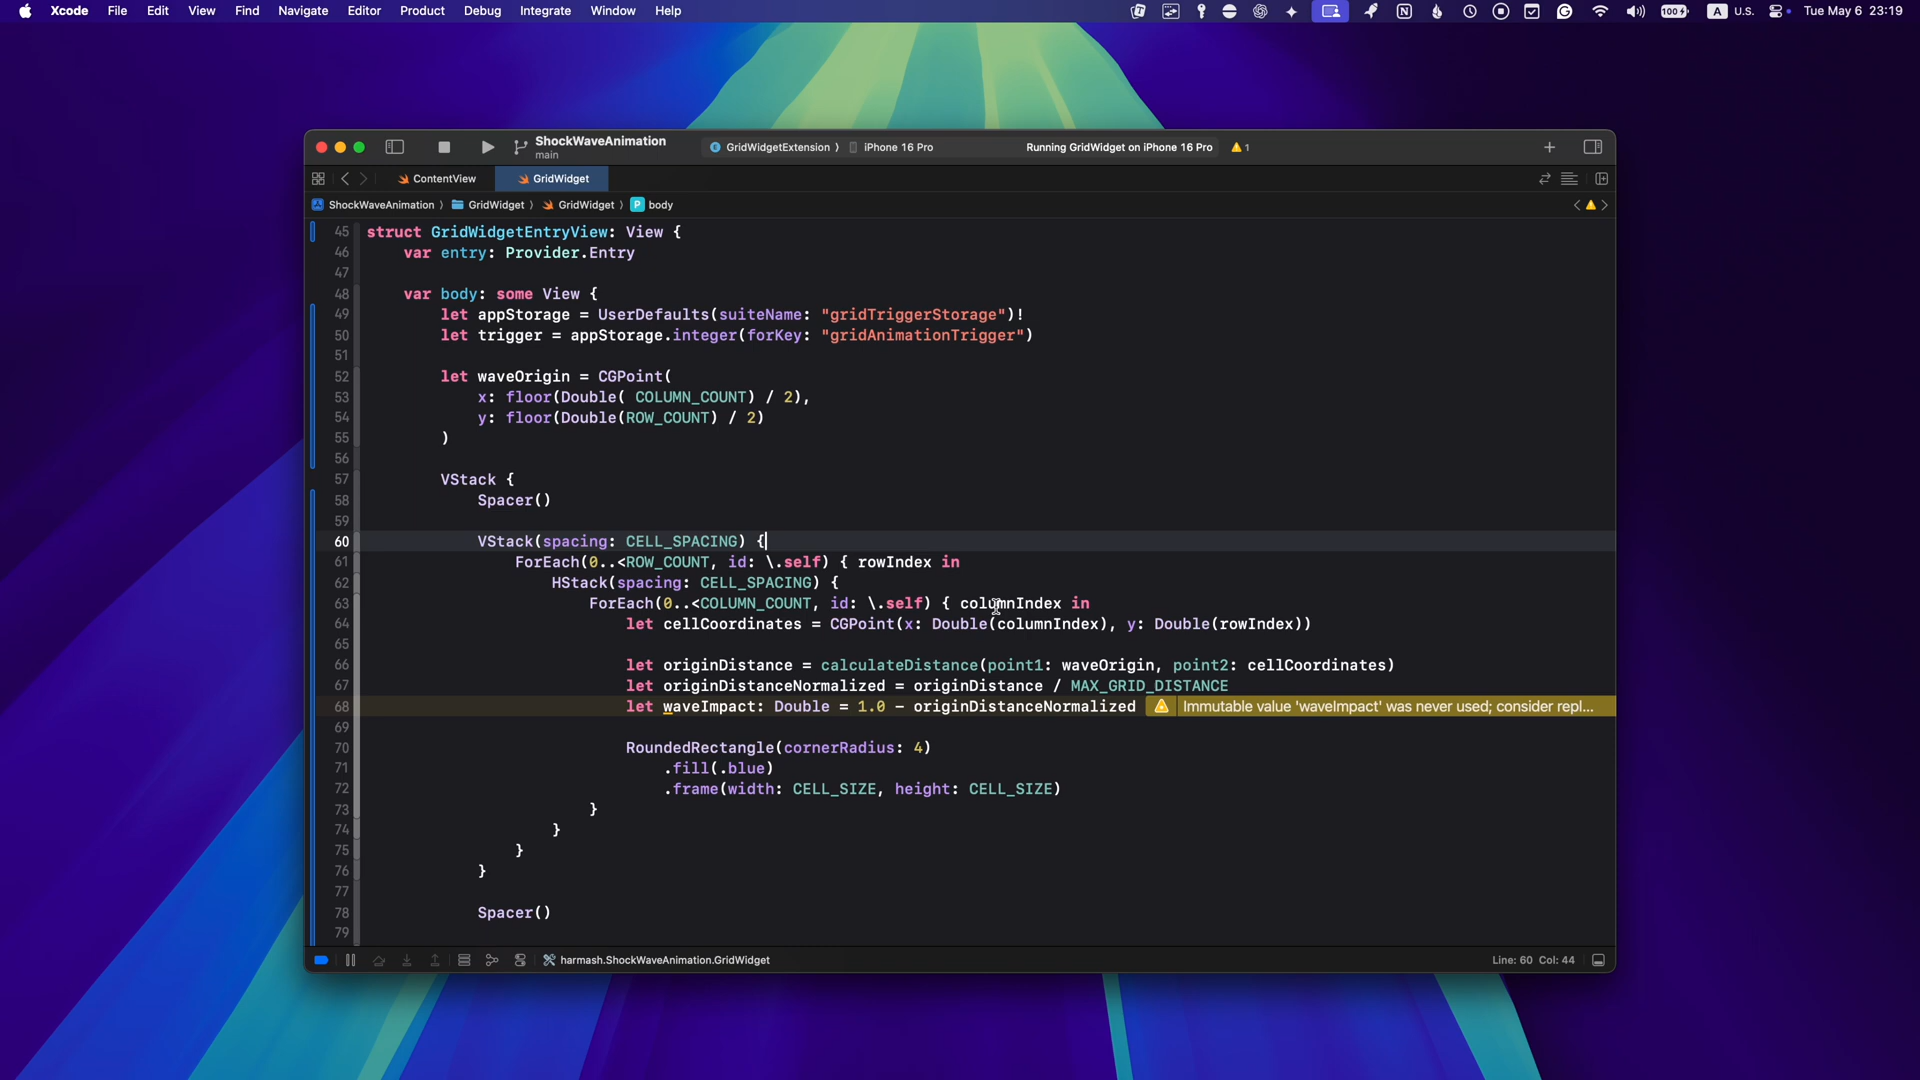 Xcode File Edit View Find Navigate Editor Product Debug Integrate Window Help 100 A U.S. Tue May 6 23:19
ShockWaveAnimation
main
GridWidgetExtension ⟩ iPhone 16 Pro Running GridWidget on iPhone 16 Pro 1
ContentView GridWidget
ShockWaveAnimation ⟩ GridWidget ⟩ GridWidget ⟩ P body
45 struct GridWidgetEntryView: View {
46 var entry: Provider.Entry
47
48 var body: some View {
49 let appStorage = UserDefaults(suiteName: "gridTriggerStorage")!
50 let trigger = appStorage.integer(forKey: "gridAnimationTrigger")
51
52 let waveOrigin = CGPoint(
53 x: floor(Double( COLUMN_COUNT) / 2),
54 y: floor(Double(ROW_COUNT) / 2)
55 )
56
57 VStack {
58 Spacer()
59
60 VStack(spacing: CELL_SPACING) {
61 ForEach(0..<ROW_COUNT, id: \.self) { rowIndex in
62 HStack(spacing: CELL_SPACING) {
63 ForEach(0..<COLUMN_COUNT, id: \.self) { columnIndex in
64 let cellCoordinates = CGPoint(x: Double(columnIndex), y: Double(rowIndex))
65
66 let originDistance = calculateDistance(point1: waveOrigin, point2: cellCoordinates)
67 let originDistanceNormalized = originDistance / MAX_GRID_DISTANCE
68 let waveImpact: Double = 1.0 - originDistanceNormalized Immutable value 'waveImpact' was never used; consider repl...
69
70 RoundedRectangle(cornerRadius: 4)
71 .fill(.blue)
72 .frame(width: CELL_SIZE, height: CELL_SIZE)
73 }
74 }
75 }
76 }
77
78 Spacer()
79
harmash.ShockWaveAnimation.GridWidget Line: 60 Col: 44